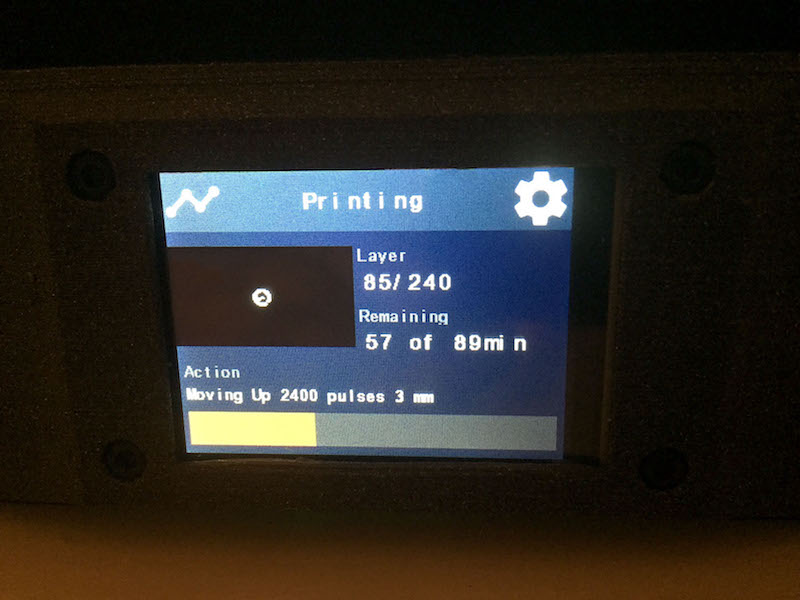 Printing
Layer
85/240
Remaining
57 of 89min
Action
Moving Up 2400 pulses 3 mm